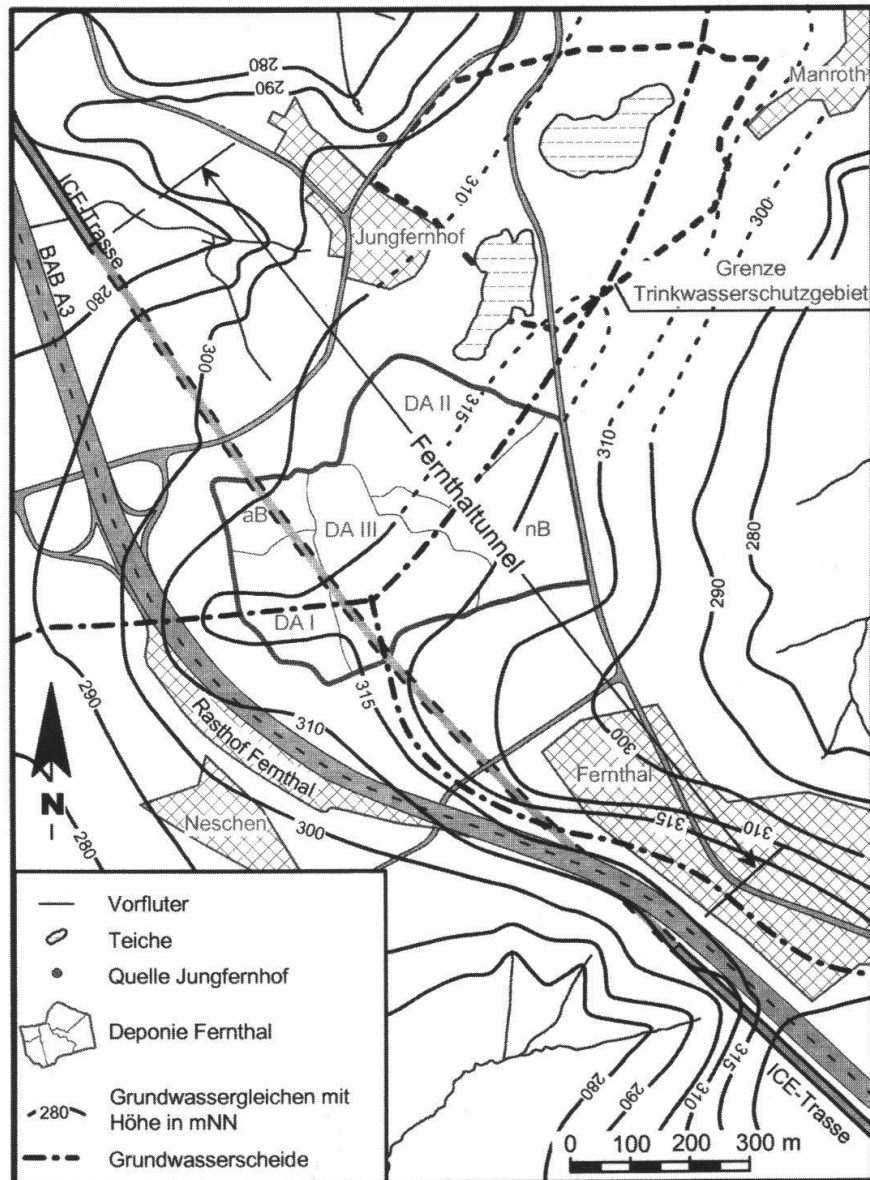 280
290
280
Manroth
ICE-Trasse
310
300
Jungfernhof
BAB A3
280
Grenze
Trinkwasserschutzgebiet
300
DA II
315
310
Fernthaltunnel
280
aB
DA III
nB
290
DA I
315
290
310
Rasthof Fernthal
300
Fernthal
Neschen
300
280
315
310
N
Vorfluter
Teiche
Quelle Jungfernhof
Deponie Fernthal
280
Grundwassergleichen mit
Höhe in mNN
Grundwasserscheide
280
290
310
315
ICE-Trasse
0 100 200 300 m